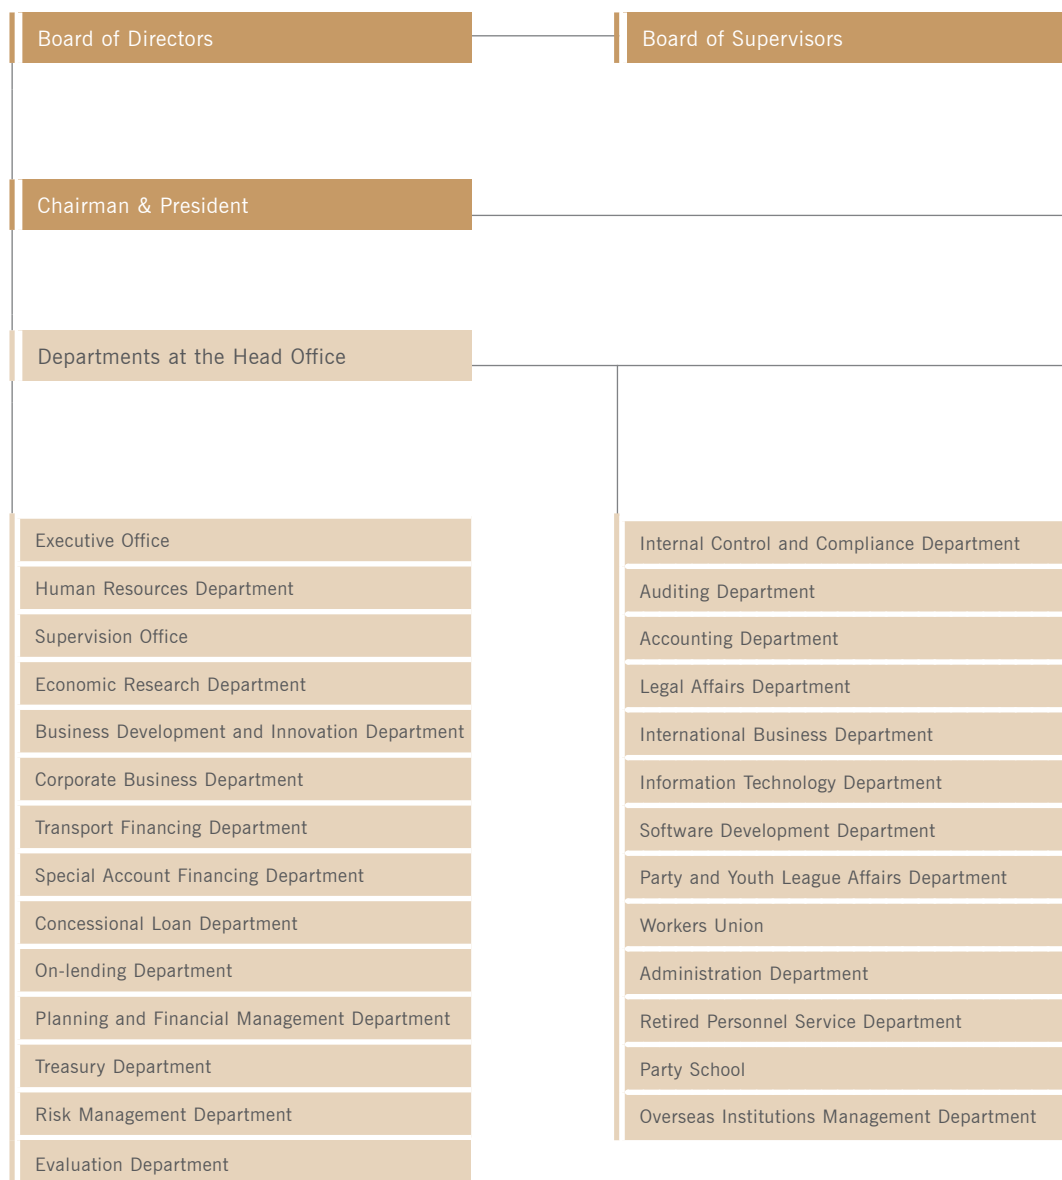 Board of Directors
Board of Supervisors
Chairman & President
Departments at the Head Office
Executive Office
Human Resources Department
Supervision Office
Economic Research Department
Business Development and Innovation Department
Corporate Business Department
Transport Financing Department
Special Account Financing Department
Concessional Loan Department
On-lending Department
Planning and Financial Management Department
Treasury Department
Risk Management Department
Evaluation Department
Internal Control and Compliance Department
Auditing Department
Accounting Department
Legal Affairs Department
International Business Department
Information Technology Department
Software Development Department
Party and Youth League Affairs Department
Workers Union
Administration Department
Retired Personnel Service Department
Party School
Overseas Institutions Management Department